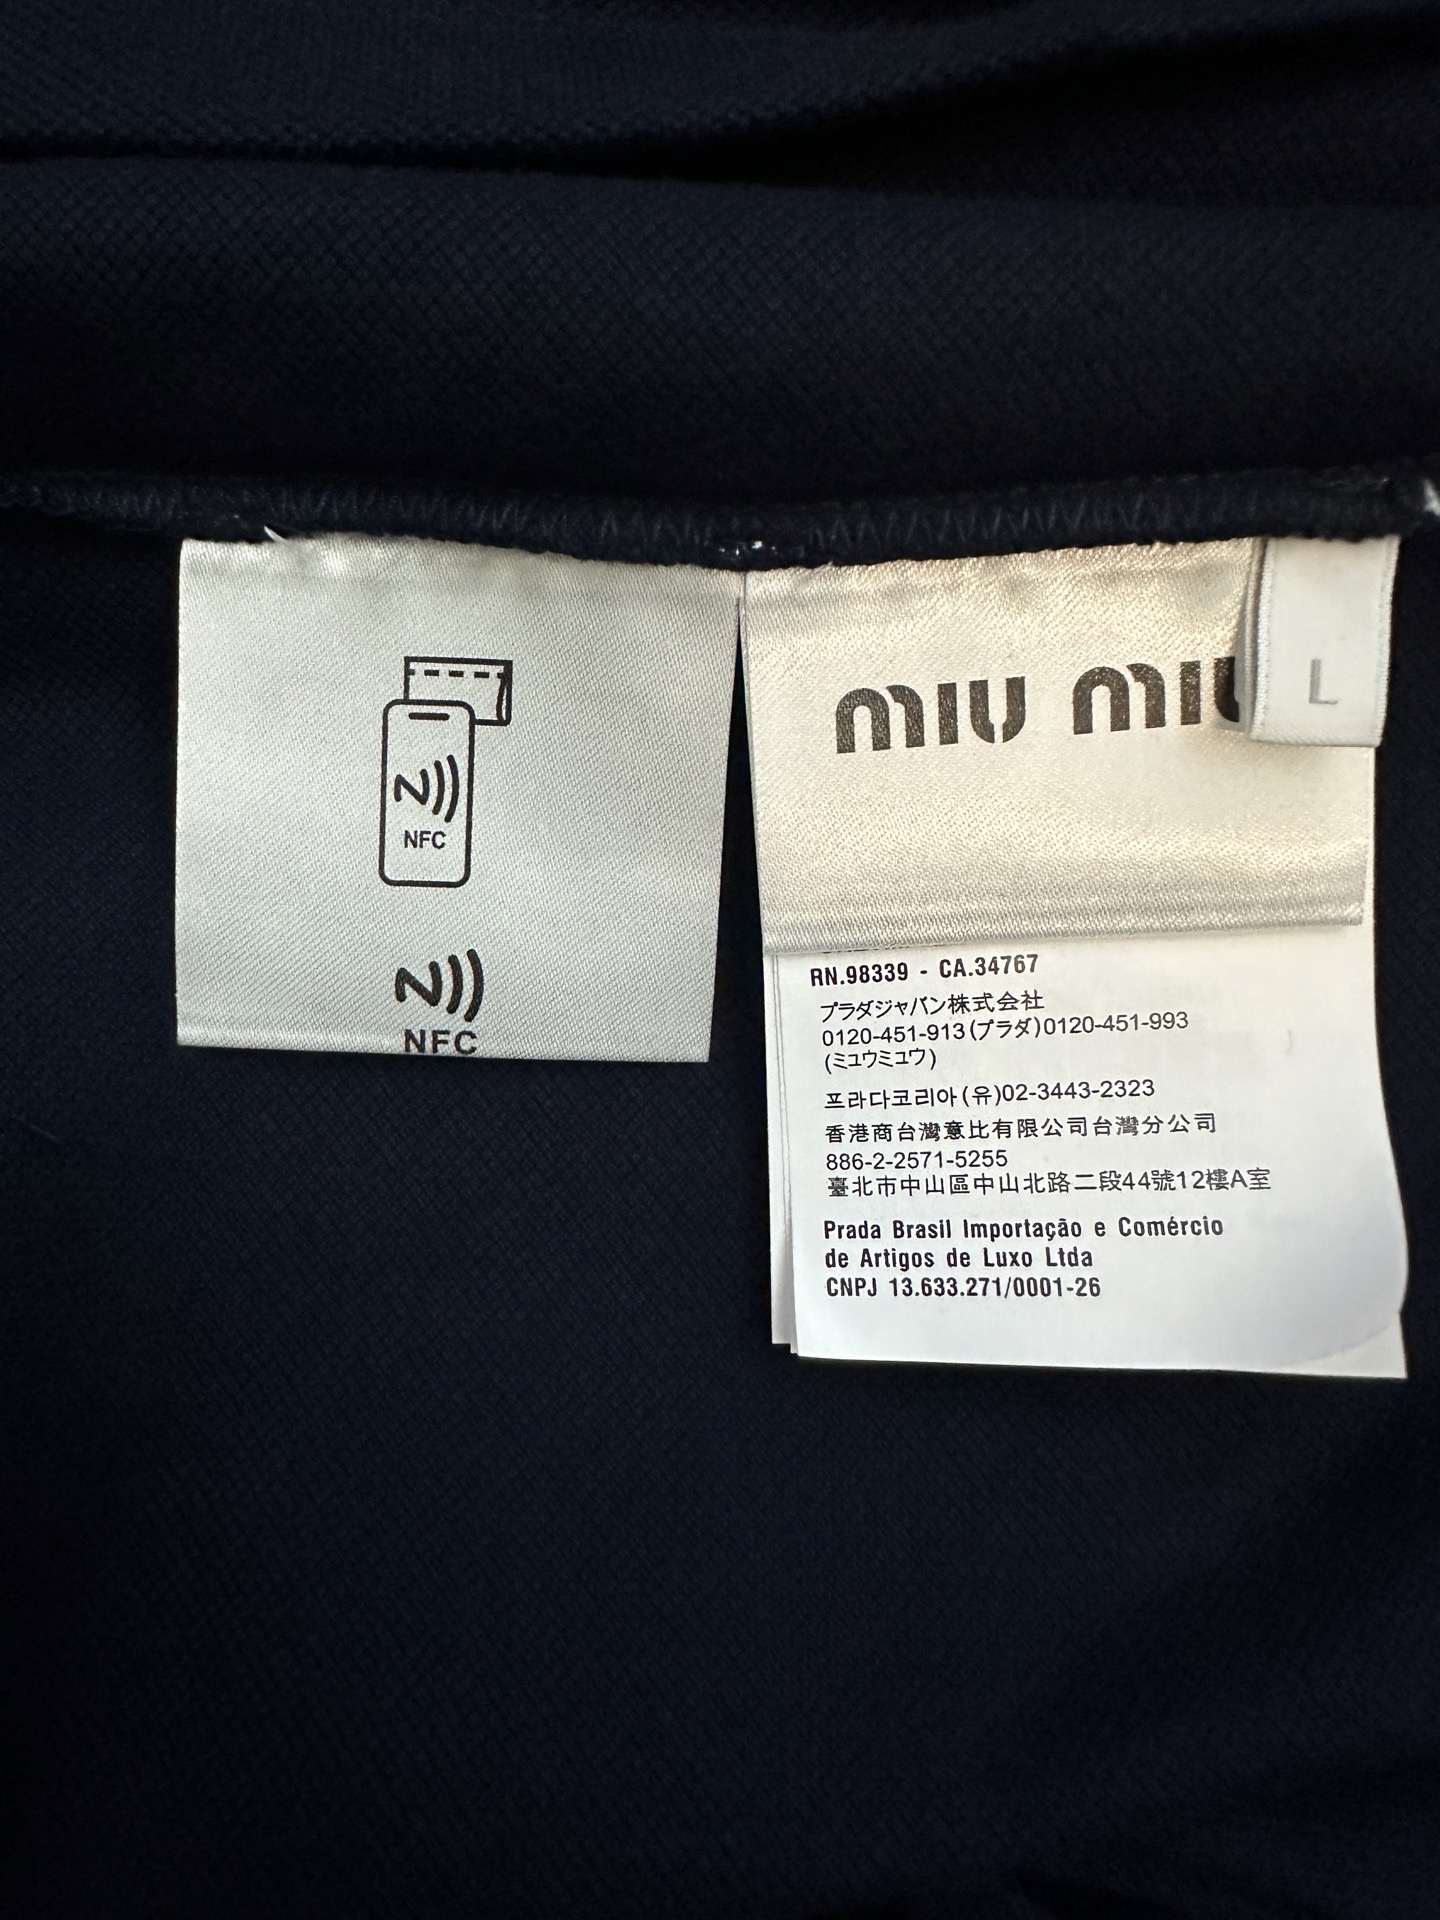 NFC
NFC
miu mi
L
RN.98339 - CA.34767
プラダジャパン株式会社
0120-451-913(プラダ)0120-451-993
(ミュウミュウ)
프라다코리아(유)02-3443-2323
香港商台灣意比有限公司台灣分公司
886-2-2571-5255
臺北市中山區中山北路二段44號12樓A室
Prada Brasil Importação e Comércio
de Artigos de Luxo Ltda
CNPJ 13.633.271/0001-26